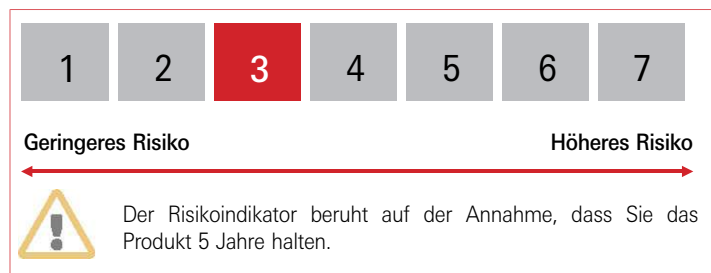 1 2 3 4 5 6 7
Geringeres Risiko Höheres Risiko
Der Risikoindikator beruht auf der Annahme, dass Sie das
Produkt 5 Jahre halten.